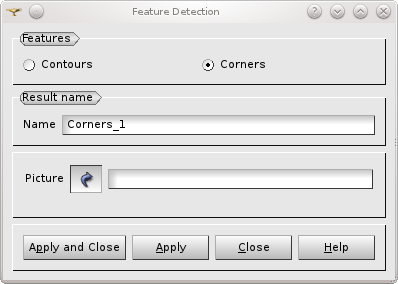 Feature Detection
Features
Contours
Corners
Result name
Name Corners_1
Picture
Apply and Close Apply Close Help